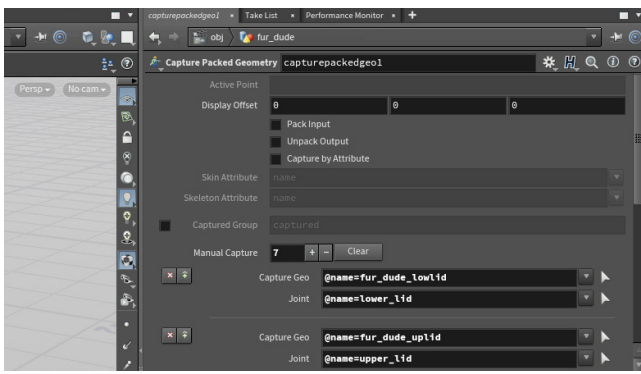 capturepackedgeo1 Take List Performance Monitor
obj fur_dude
Persp No cam
Capture Packed Geometry capturepackedgeo1
Active Point
Display Offset 0 0 0
Pack Input
Unpack Output
Capture by Attribute
Skin Attribute name
Skeleton Attribute name
Captured Group captured
Manual Capture 7 + - Clear
Capture Geo @name=fur_dude_lowlid
Joint @name=lower_lid
Capture Geo @name=fur_dude_uplid
Joint @name=upper_lid